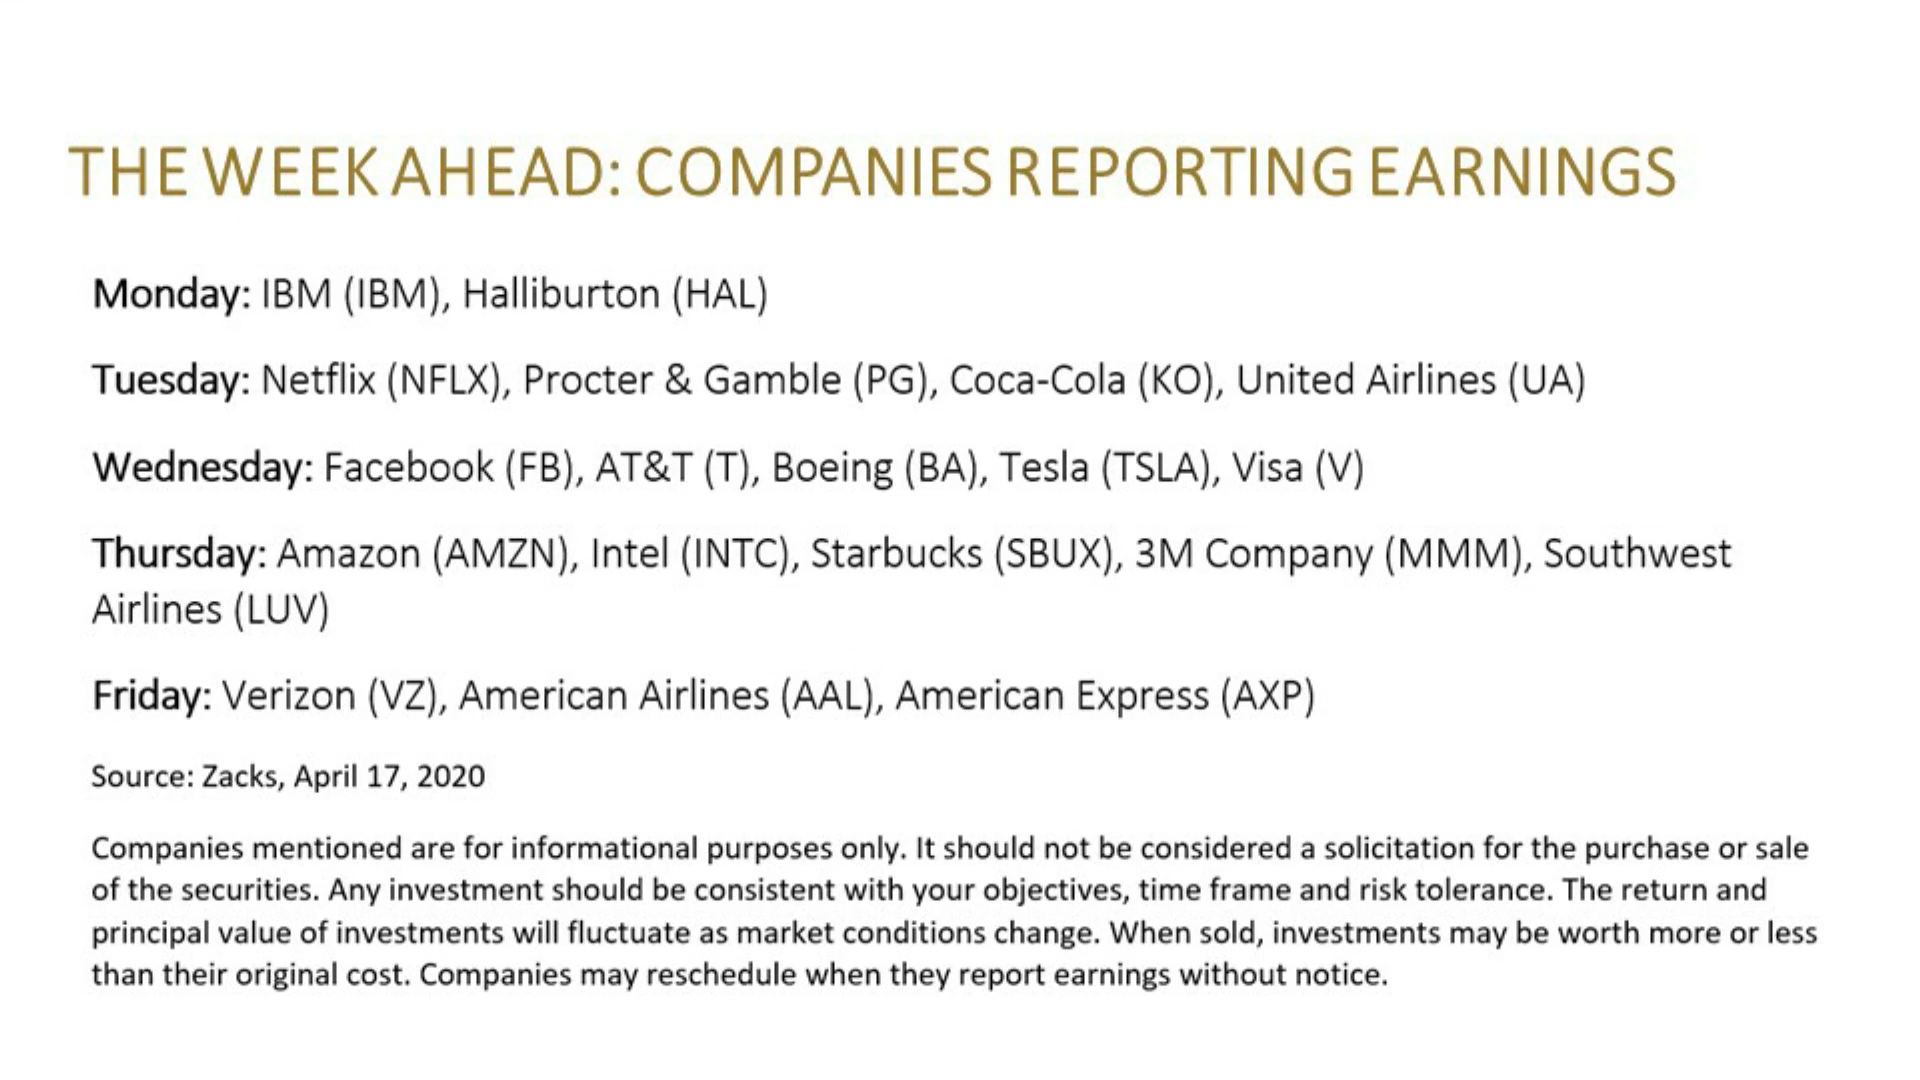 THE WEEK AHEAD: COMPANIES REPORTING EARNINGS
Monday: IBM (IBM), Halliburton (HAL)
Tuesday: Netflix (NFLX), Procter & Gamble (PG), Coca-Cola (KO), United Airlines (UA)
Wednesday: Facebook (FB), AT&T (T), Boeing (BA), Tesla (TSLA), Visa (V)
Thursday: Amazon (AMZN), Intel (INTC), Starbucks (SBUX), 3M Company (MMM), Southwest
Airlines (LUV)
Friday: Verizon (VZ), American Airlines (AAL), American Express (AXP)
Source: Zacks, April 17, 2020
Companies mentioned are for informational purposes only. It should not be considered a solicitation for the purchase or sale
of the securities. Any investment should be consistent with your objectives, time frame and risk tolerance. The return and
principal value of investments will fluctuate as market conditions change. When sold, investments may be worth more or less
than their original cost. Companies may reschedule when they report earnings without notice.